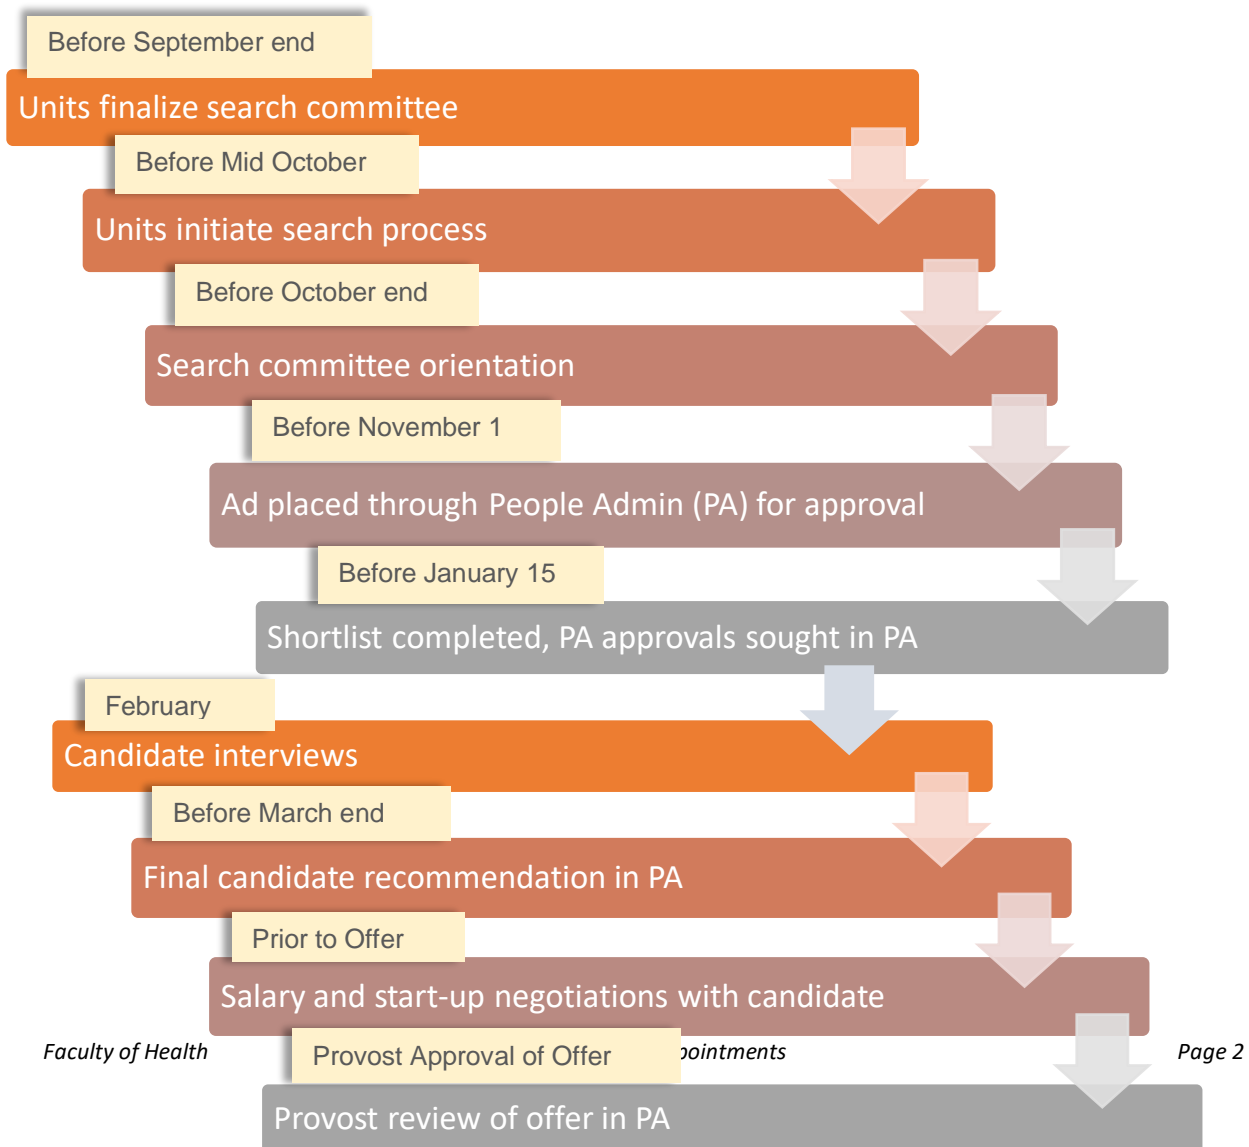 Before September end
Units finalize search committee
Before Mid October
Units initiate search process
Before October end
Search committee orientation
Before November 1
Ad placed through People Admin (PA) for approval
Before January 15
Shortlist completed, PA approvals sought in PA
February
Candidate interviews
Before March end
Final candidate recommendation in PA
Prior to Offer
Salary and start-up negotiations with candidate
Faculty of Health
Provost Approval of Offer
Page 2
Provost review of offer in PA